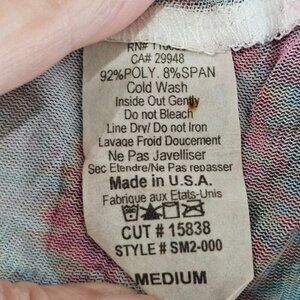 RN#
CA# 29948
92%POLY. 8%SPAN
Cold Wash
Inside Out Gently
Do not Bleach
Line Dry/ Do not Iron
Lavage Froid Doucement
Ne Pas Javelliser
Sec Etendre/Ne Pas repasser
Made in U.S.A.
Fabrique aux Etats-Unis
CUT # 15838
STYLE # SM2-000
MEDIUM